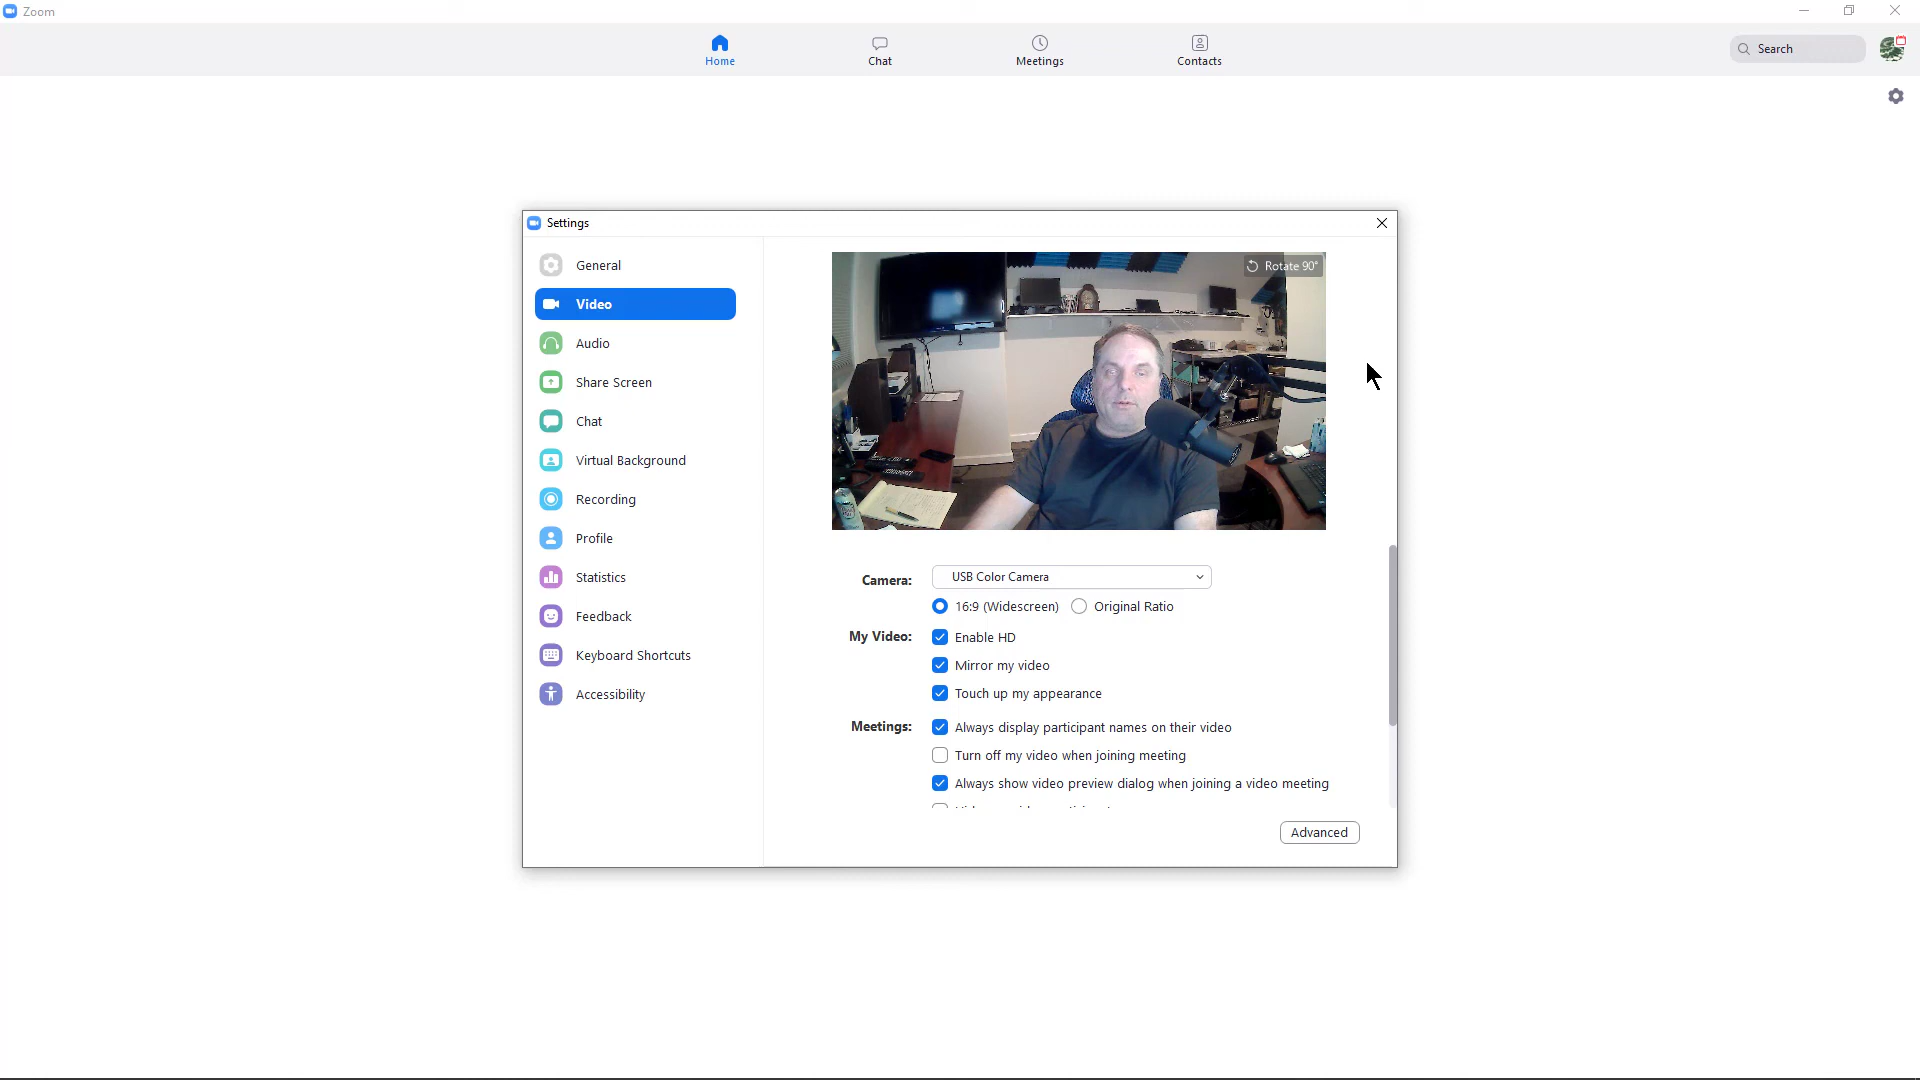 Zoom
Home
Chat
Meetings
Contacts
Search
Settings
General
Video
Audio
Share Screen
Chat
Virtual Background
Recording
Profile
Statistics
Feedback
Keyboard Shortcuts
Accessibility
Rotate 90°
Camera:
USB Color Camera
16:9 (Widescreen)
Original Ratio
My Video:
Enable HD
Mirror my video
Touch up my appearance
Meetings:
Always display participant names on their video
Turn off my video when joining meeting
Always show video preview dialog when joining a video meeting
Advanced